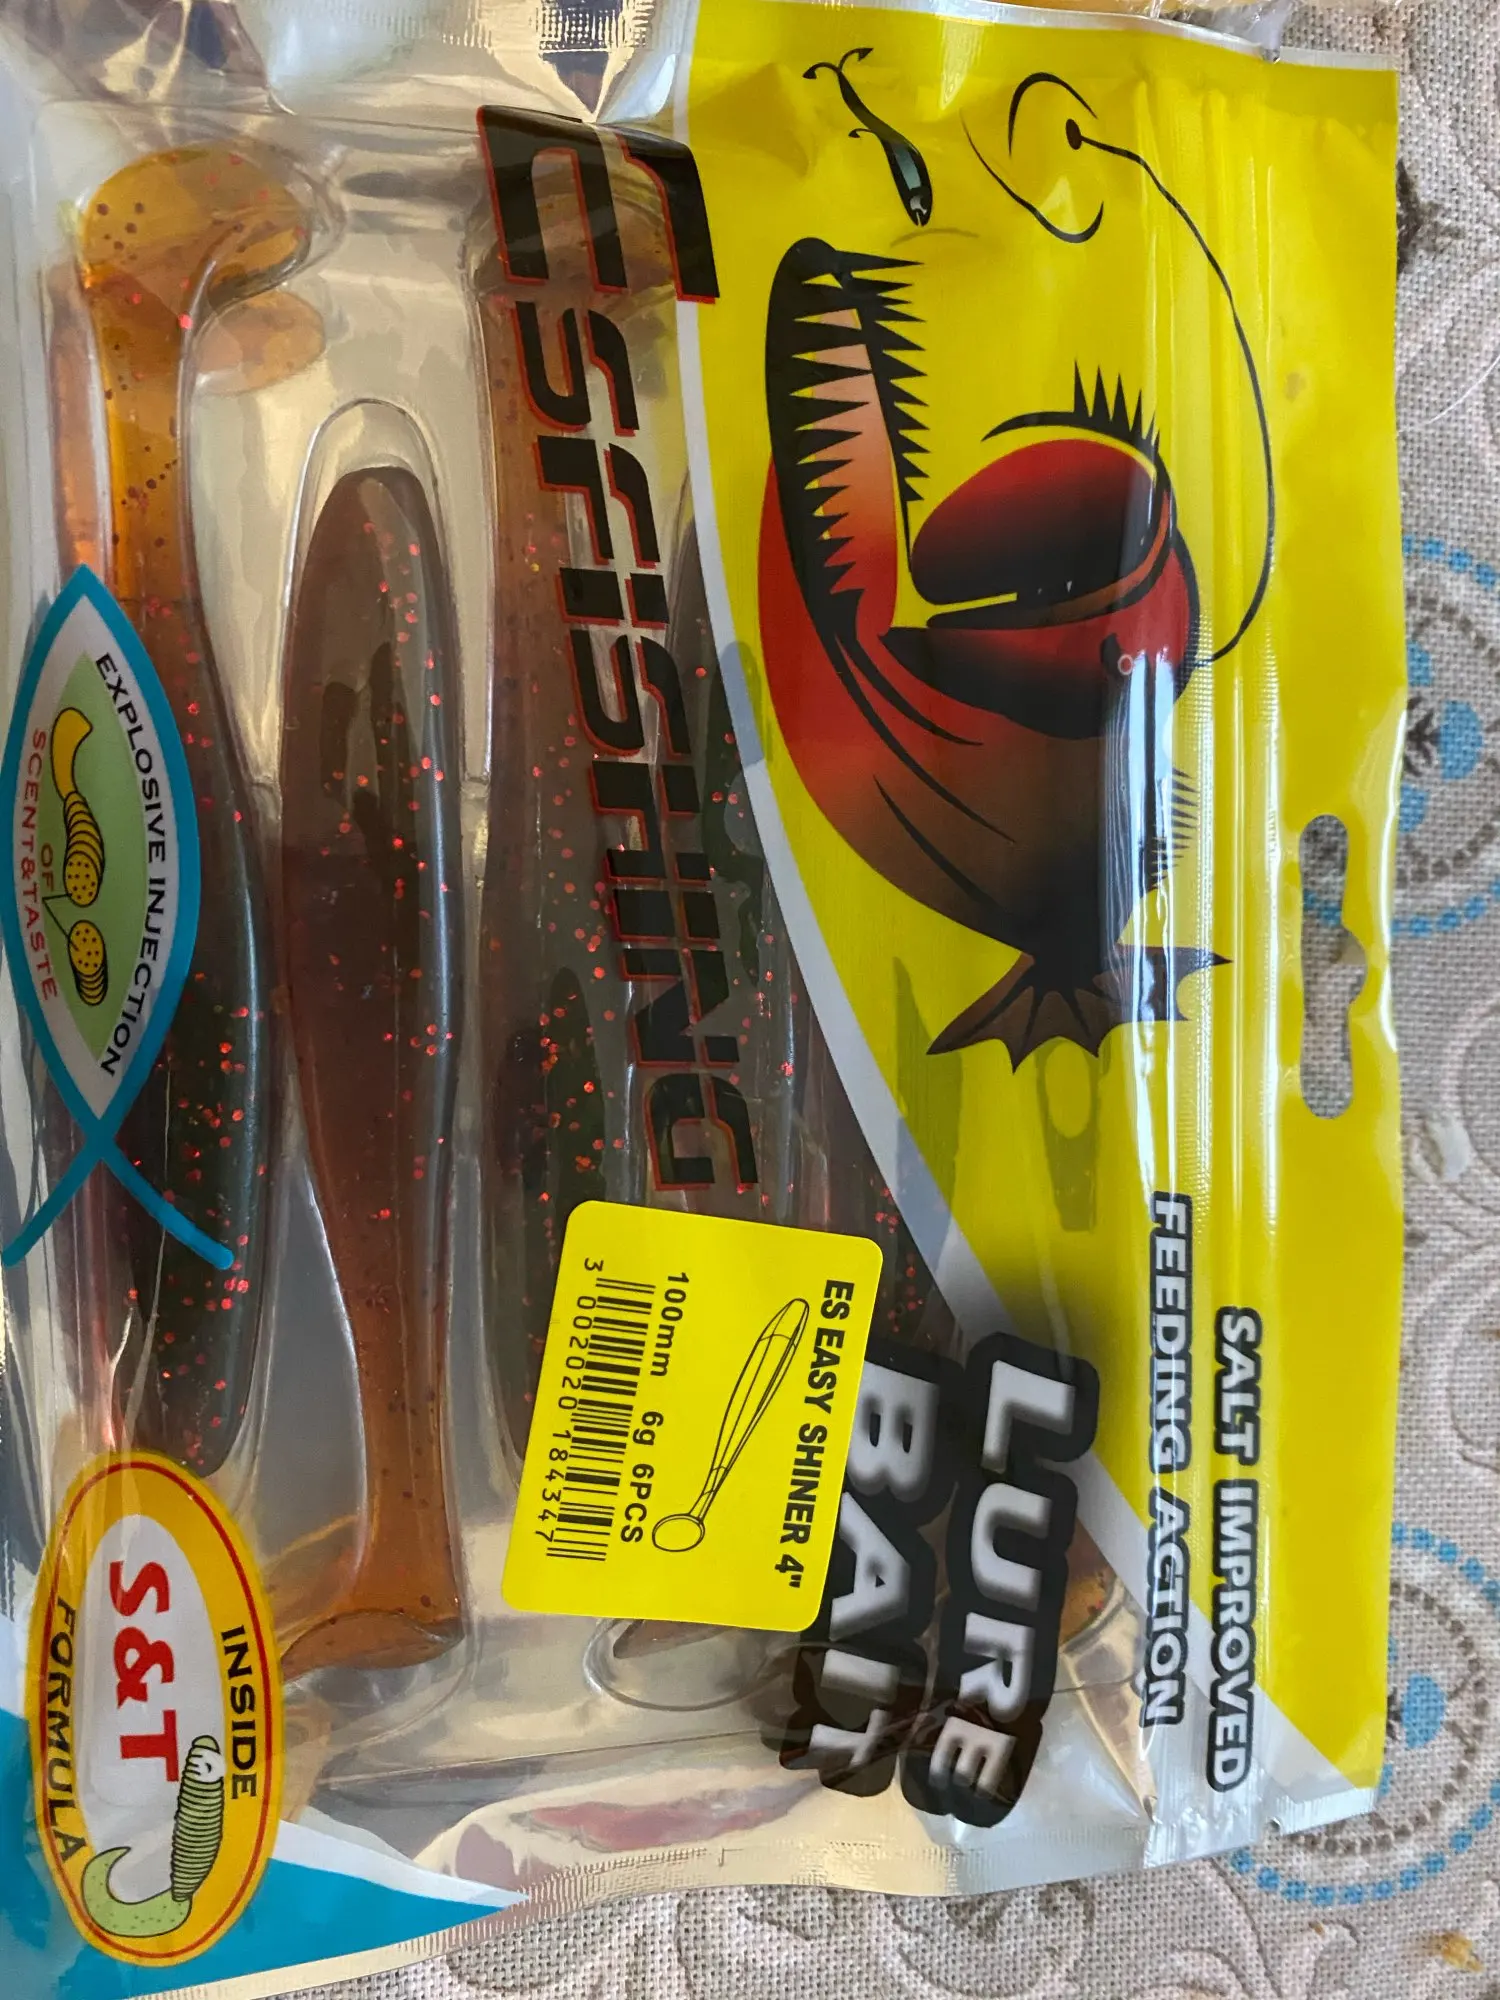 SALT IMPROVED
FEEDING ACTION
LURE
BAIT
ESFISHING
ES EASY SHINER 4"
100mm 6g 6PCS
3 002020 184347
EXPLOSIVE INJECTION
OF
SCENT&TASTE
INSIDE
S&T
FORMULA